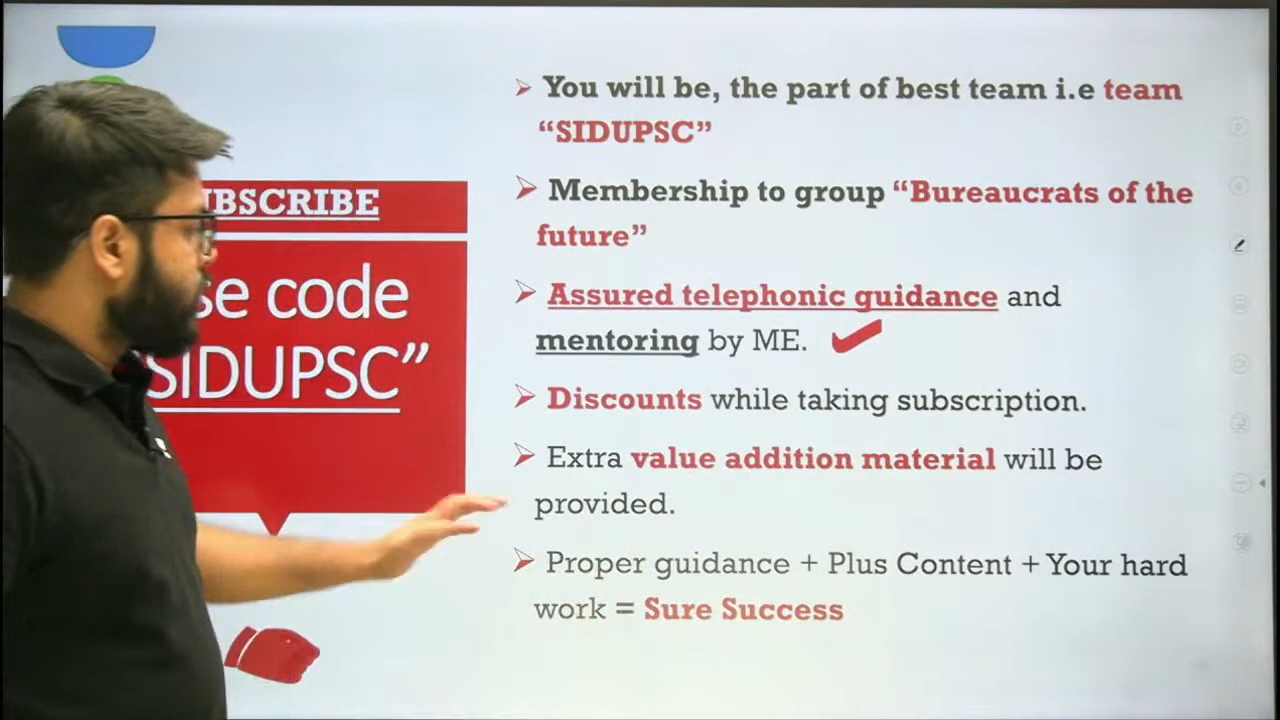 UBSCRIBE
se code
SIDUPSC”
➢ You will be, the part of best team i.e team
“SIDUPSC”
➢ Membership to group “Bureaucrats of the
future”
➢ Assured telephonic guidance and
mentoring by ME.
➢ Discounts while taking subscription.
➢ Extra value addition material will be
provided.
➢ Proper guidance + Plus Content + Your hard
work = Sure Success